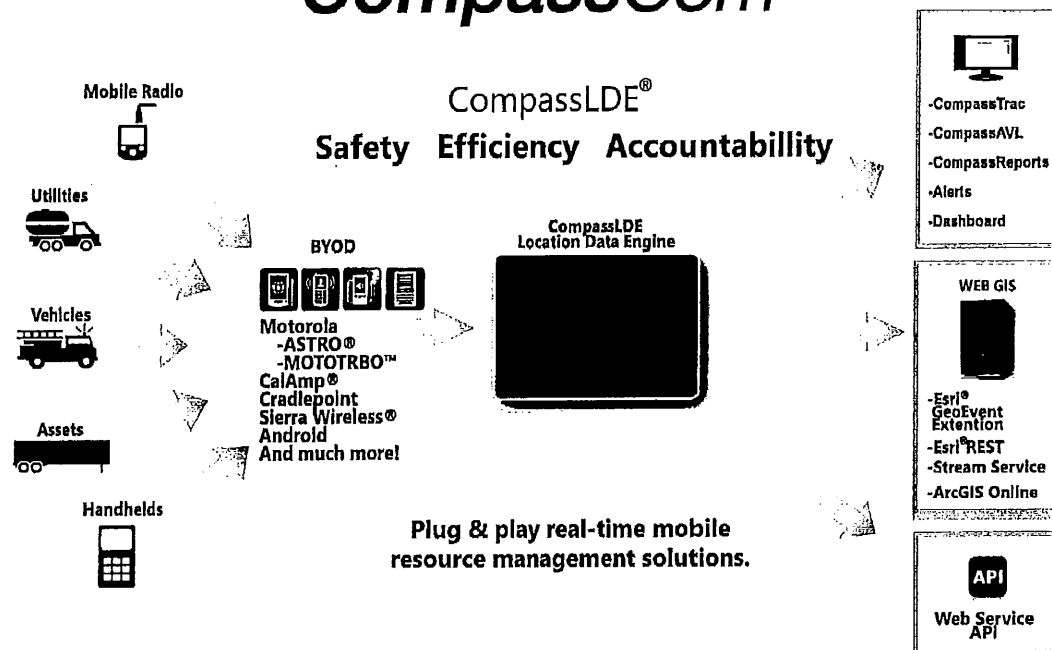 CompassCom
CompassLDE®
Safety Efficiency Accountabillity
Mobile Radio
Utilities
Vehicles
Assets
Handhelds
BYOD
Motorola
-ASTRO®
-MOTOTRBO™
CalAmp®
Cradlepoint
Sierra Wireless®
Android
And much more!
CompassLDE
Location Data Engine
Plug & play real-time mobile
resource management solutions.
-CompassTrac
-CompassAVL
-CompassReports
-Alerts
-Dashboard
WEB GIS
-Esri®
GeoEvent
Extention
-Esri®REST
-Stream Service
-ArcGIS Online
API
Web Service
API